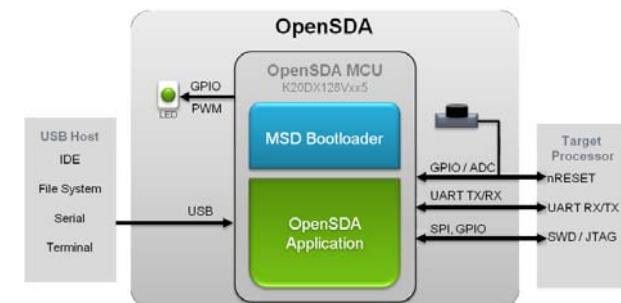 OpenSDA
OpenSDA MCU
K20DX128Vxx5
GPIO
PWM
LED
MSD Bootloader
USB Host
IDE
File System
Serial
Terminal
USB
OpenSDA
Application
GPIO / ADC
UART TX/RX
SPI, GPIO
Target
Processor
nRESET
UART RX/TX
SWD / JTAG